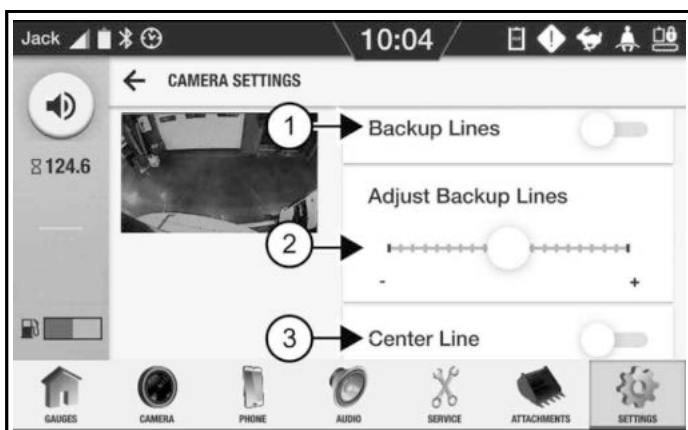 Jack 10:04
CAMERA SETTINGS
1 Backup Lines
124.6
Adjust Backup Lines
2
- +
3 Center Line
GAUGES CAMERA PHONE AUDIO SERVICE ATTACHMENTS SETTINGS